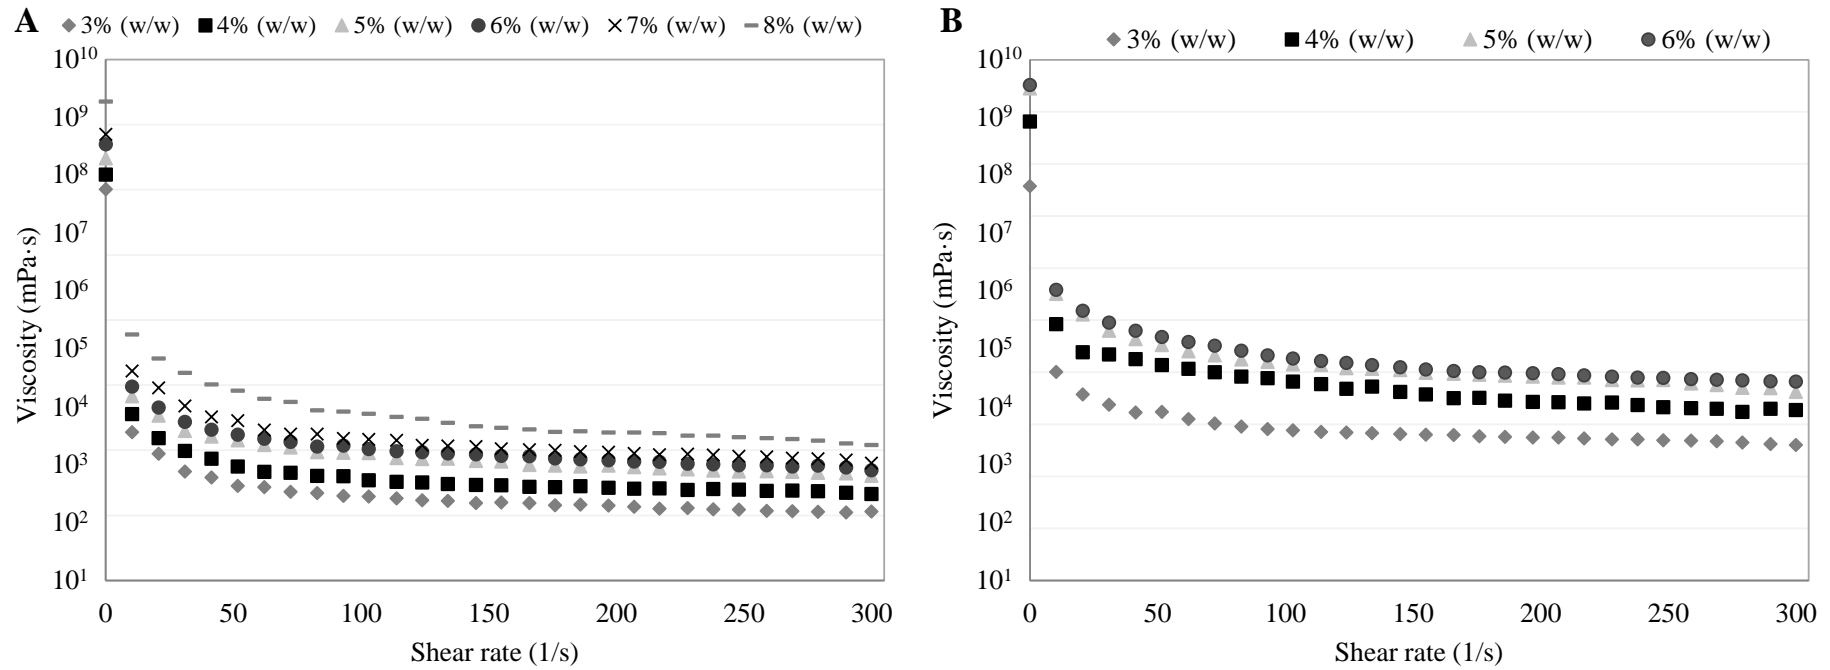 A
3% (w/w) 4% (w/w) 5% (w/w) 6% (w/w) 7% (w/w) 8% (w/w)
10¹⁰
10⁹
10⁸
10⁷
10⁶
10⁵
10⁴
10³
10²
10¹
Viscosity (mPa·s)
0 50 100 150 200 250 300
Shear rate (1/s)
B
3% (w/w) 4% (w/w) 5% (w/w) 6% (w/w)
10¹⁰
10⁹
10⁸
10⁷
10⁶
10⁵
10⁴
10³
10²
10¹
Viscosity (mPa·s)
0 50 100 150 200 250 300
Shear rate (1/s)